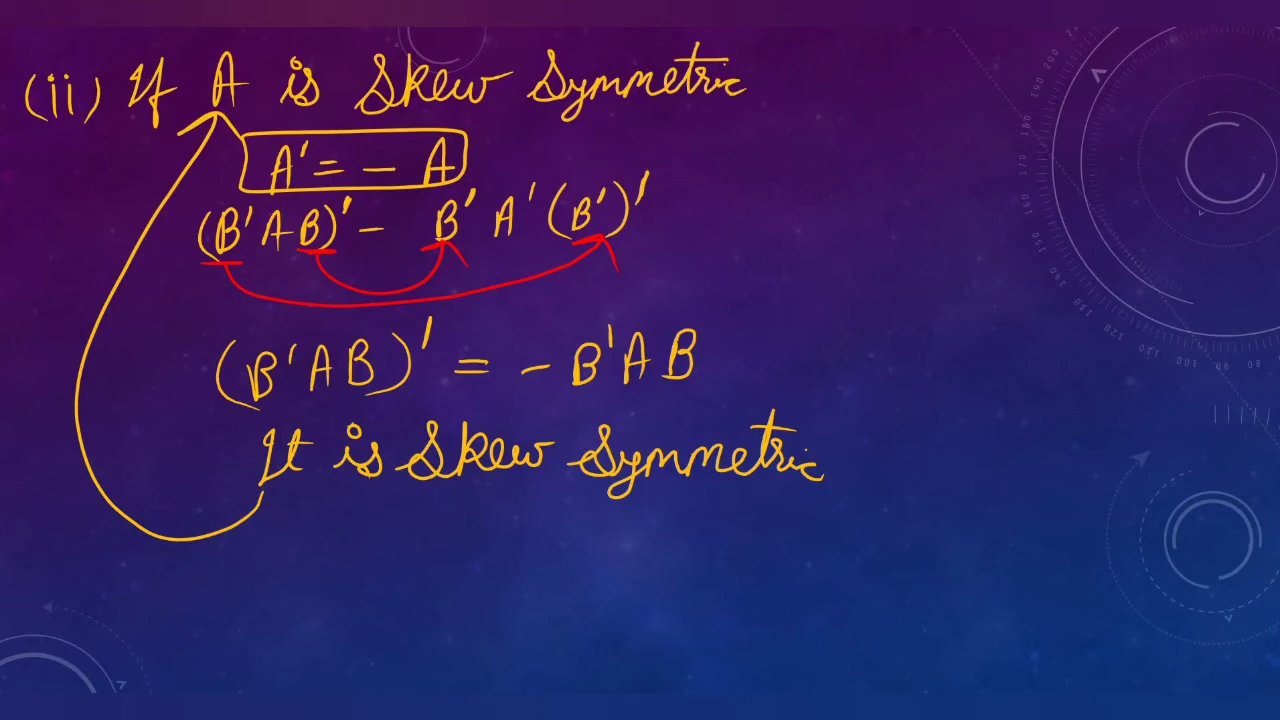 (ii) If A is Skew Symmetric
A' = - A
(B'AB)' - B' A' (B')'
(B'AB)' = - B'AB
It is Skew Symmetric